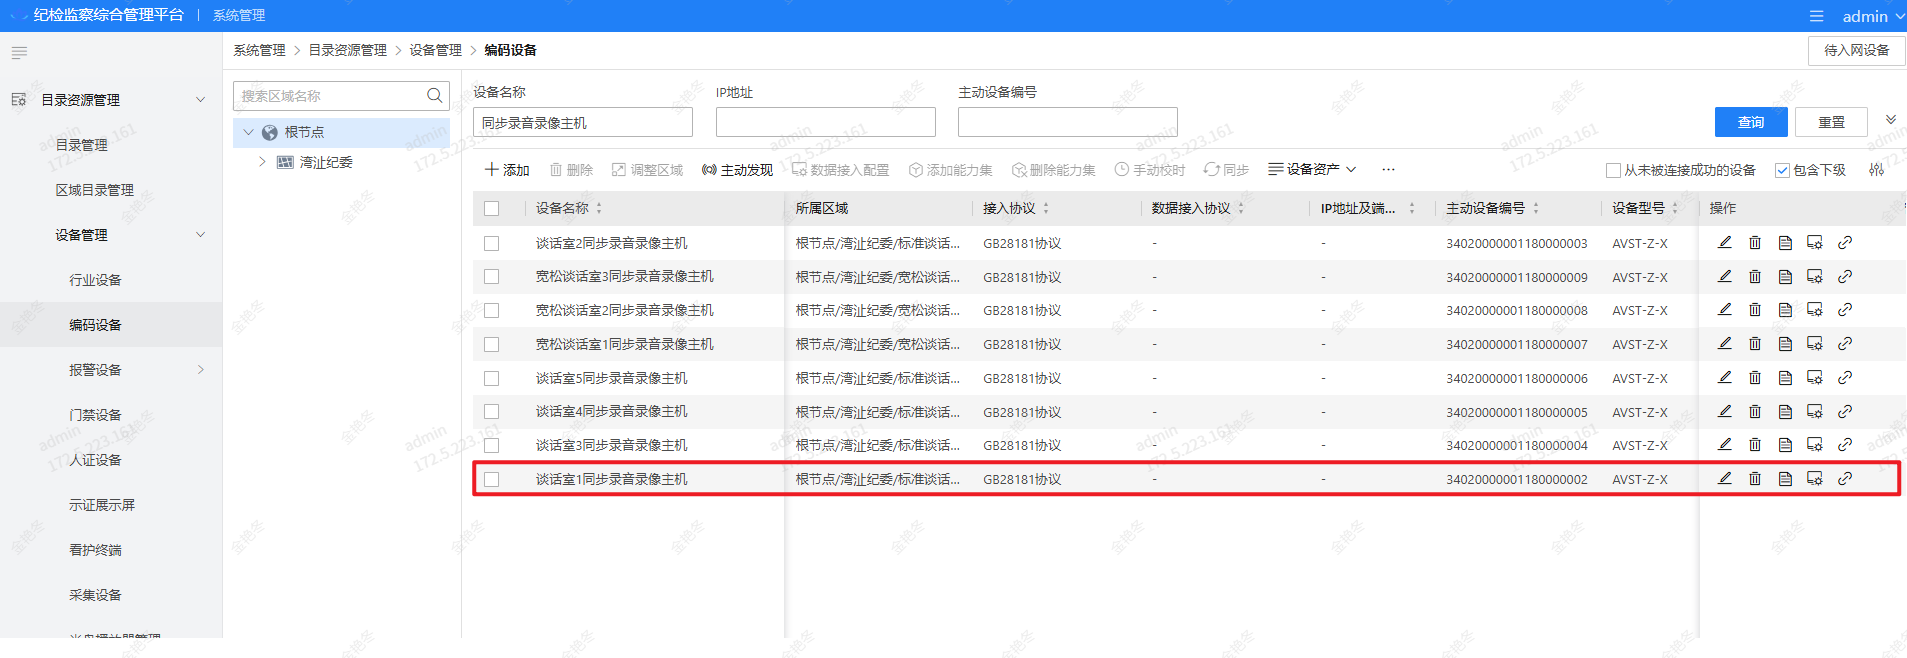 纪检监察综合管理平台 | 系统管理 admin
系统管理 > 目录资源管理 > 设备管理 > 编码设备 待入网设备
目录资源管理
目录管理
区域目录管理
设备管理
行业设备
编码设备
报警设备
门禁设备
人证设备
示证展示屏
看护终端
采集设备
搜索区域名称
根节点
湾沚纪委
设备名称 IP地址 主动设备编号
同步录音录像主机 查询 重置
添加 删除 调整区域 主动发现 数据接入配置 添加能力集 删除能力集 手动校时 同步 设备资产 ··· 从未被连接成功的设备 包含下级
设备名称 所属区域 接入协议 数据接入协议 IP地址及端... 主动设备编号 设备型号 操作
谈话室2同步录音录像主机 根节点/湾沚纪委/标准谈话... GB28181协议 - - 34020000001180000003 AVST-Z-X
宽松谈话室3同步录音录像主机 根节点/湾沚纪委/宽松谈话... GB28181协议 - - 34020000001180000009 AVST-Z-X
宽松谈话室2同步录音录像主机 根节点/湾沚纪委/宽松谈话... GB28181协议 - - 34020000001180000008 AVST-Z-X
宽松谈话室1同步录音录像主机 根节点/湾沚纪委/宽松谈话... GB28181协议 - - 34020000001180000007 AVST-Z-X
谈话室5同步录音录像主机 根节点/湾沚纪委/标准谈话... GB28181协议 - - 34020000001180000006 AVST-Z-X
谈话室4同步录音录像主机 根节点/湾沚纪委/标准谈话... GB28181协议 - - 34020000001180000005 AVST-Z-X
谈话室3同步录音录像主机 根节点/湾沚纪委/标准谈话... GB28181协议 - - 34020000001180000004 AVST-Z-X
谈话室1同步录音录像主机 根节点/湾沚纪委/标准谈话... GB28181协议 - - 34020000001180000002 AVST-Z-X
admin
172.5.223.161
金艳冬